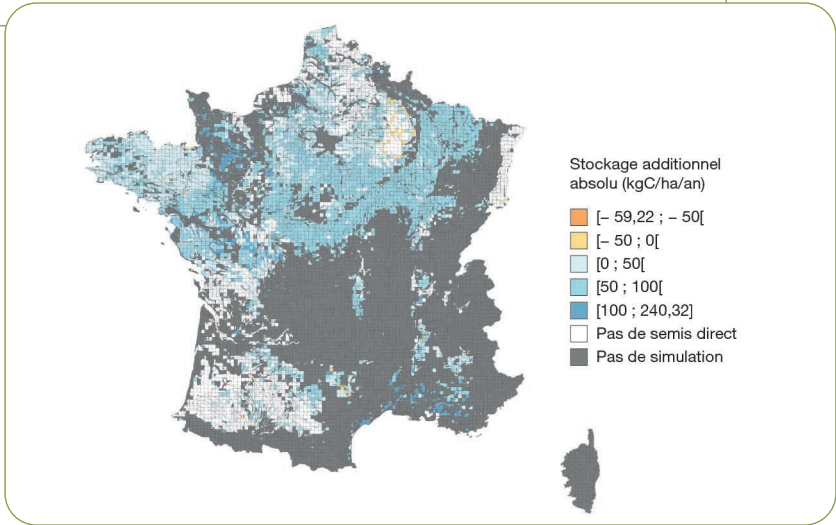 Stockage additionnel
absolu (kgC/ha/an)
[– 59,22 ; – 50[
[– 50 ; 0[
[0 ; 50[
[50 ; 100[
[100 ; 240,32]
Pas de semis direct
Pas de simulation